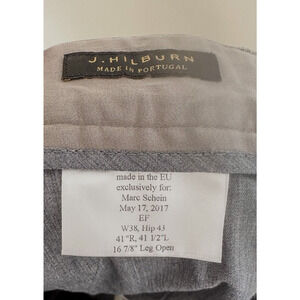 J.HILBURN
MADE IN PORTUGAL
made in the EU
exclusively for:
Marc Schein
May 17, 2017
EF
W38, Hip 43
41"R, 41 1/2"L
16 7/8" Leg Open